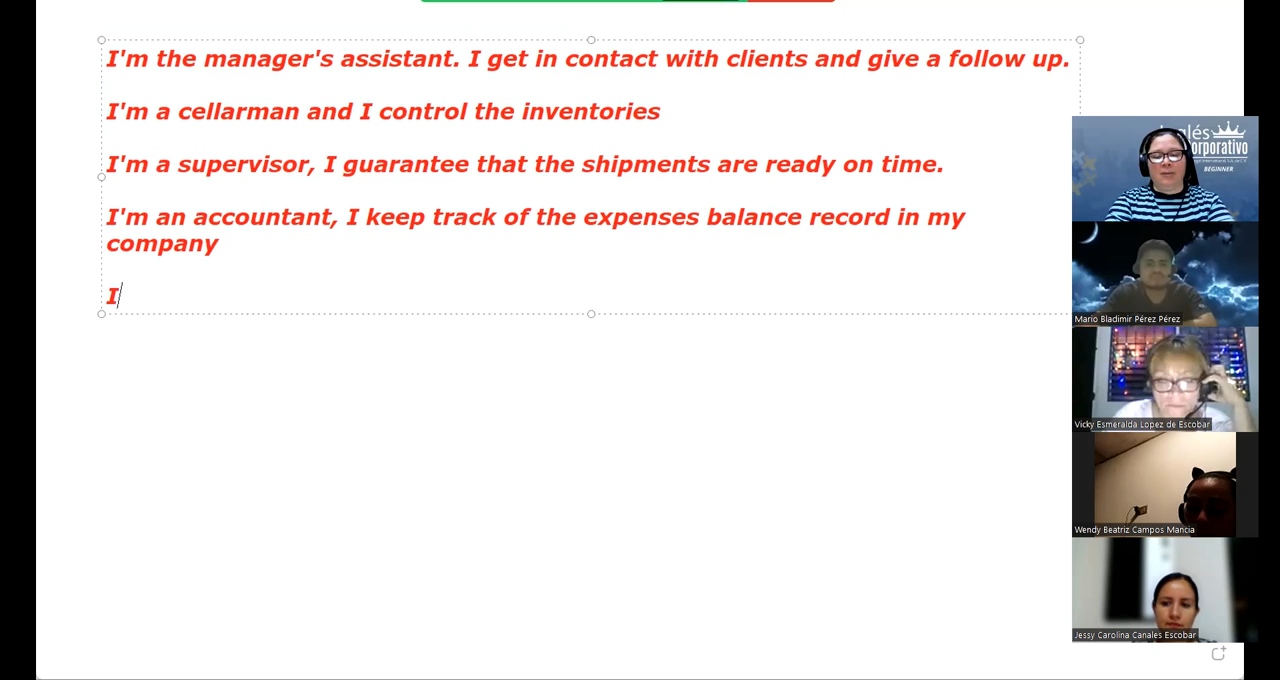 I'm the manager's assistant. I get in contact with clients and give a follow up.
I'm a cellarman and I control the inventories
I'm a supervisor, I guarantee that the shipments are ready on time.
I'm an accountant, I keep track of the expenses balance record in my
company
I
Inglés
orporativo
BEGINNER
Mario Bladimir Pérez Pérez
Vicky Esmeralda Lopez de Escobar
Wendy Beatriz Campos Mancia
Jessy Carolina Canales Escobar